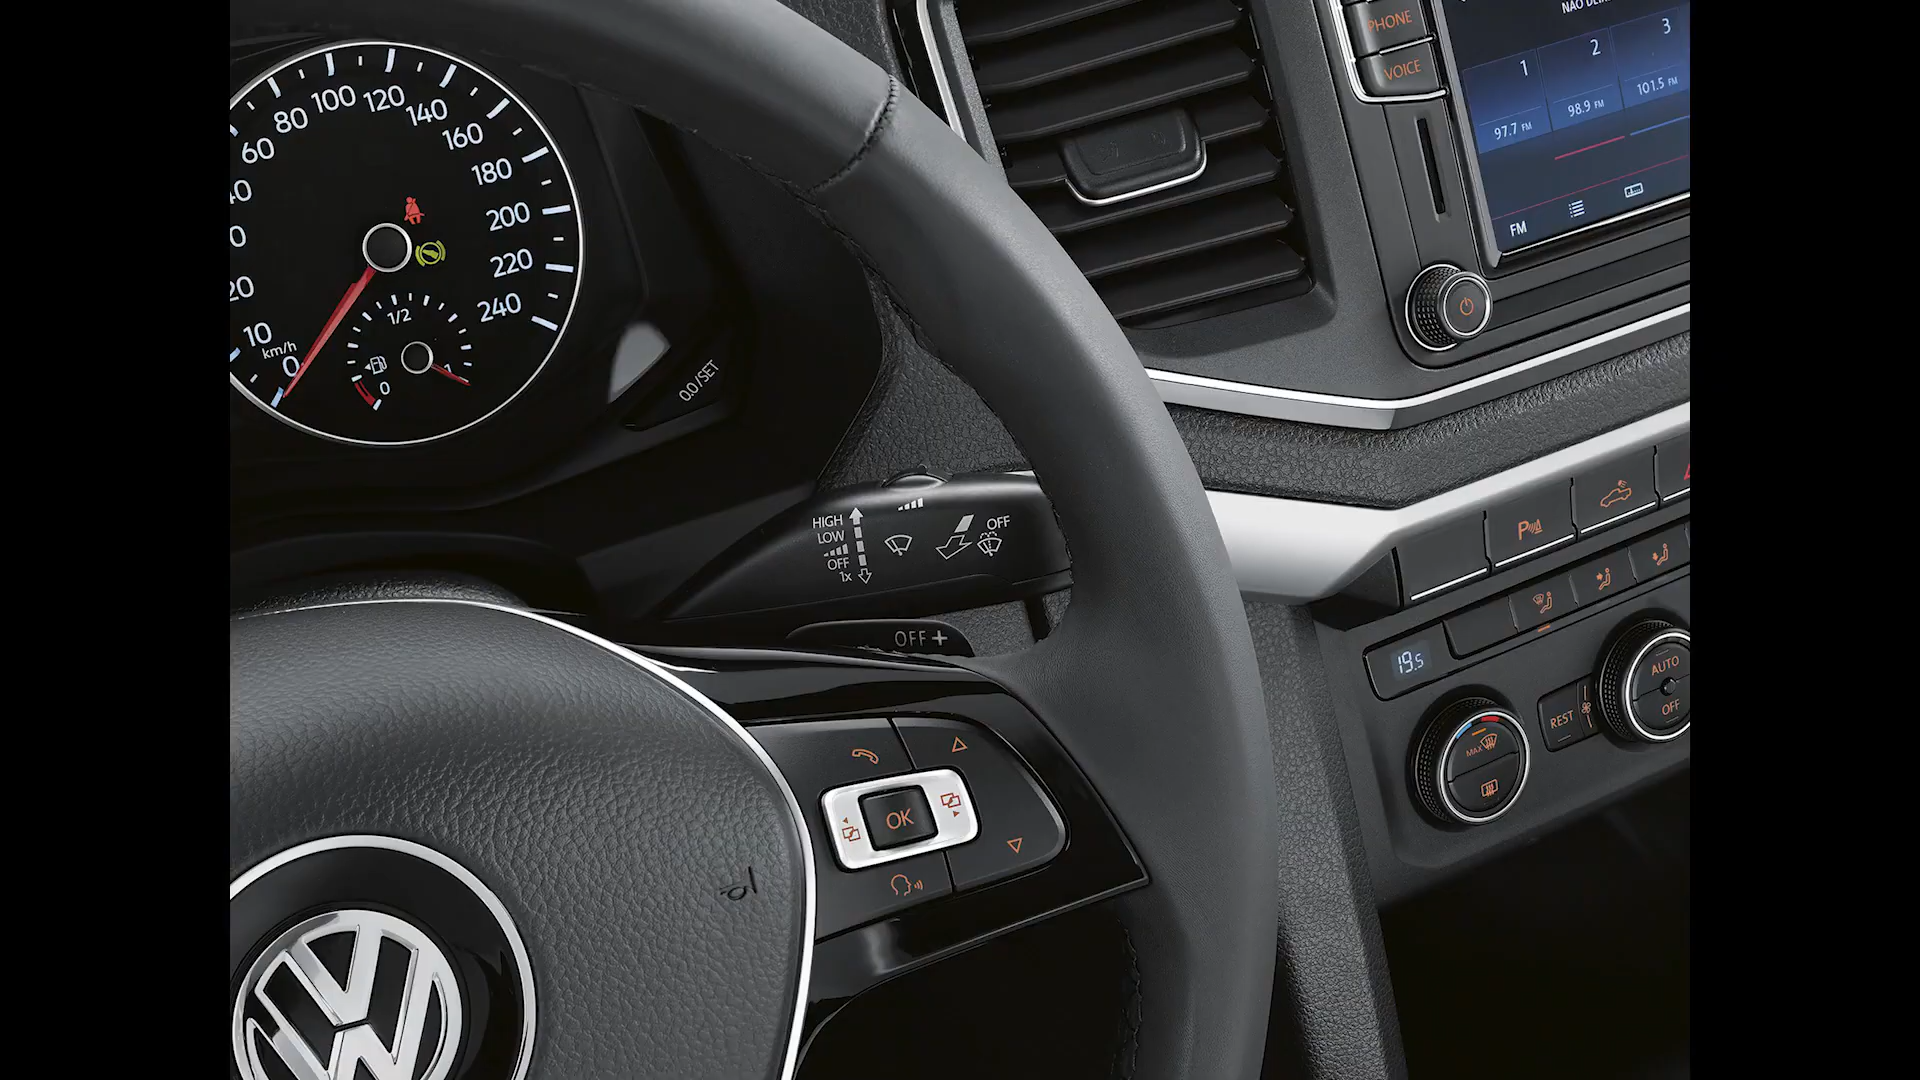 60
80
100
120
140
160
180
200
220
240
20
10
km/h
0
1/2
0
1
0.0/SET
PHONE
VOICE
1
2
3
97.7 FM
98.9 FM
101.5 FM
FM
HIGH
LOW
OFF
1x
OFF
OFF+
OK
P
19.5
AUTO
OFF
REST
MAX